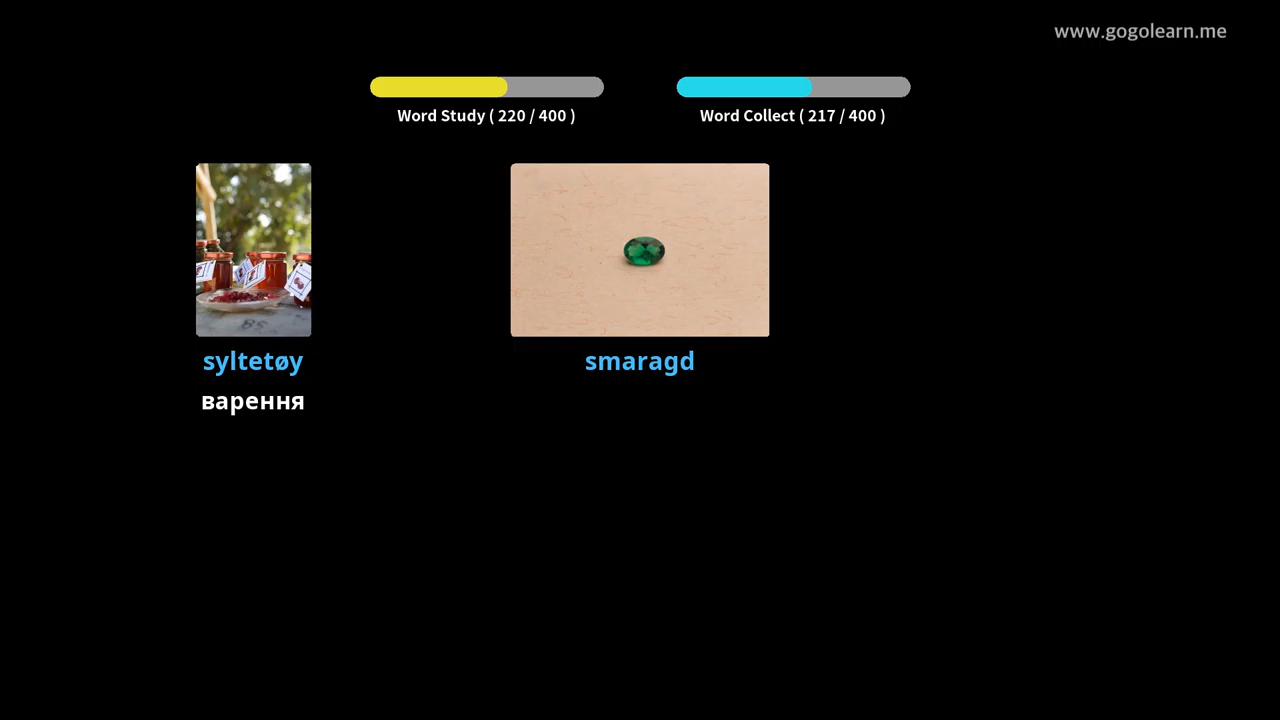 www.gogolearn.me
Word Study ( 220 / 400 )
Word Collect ( 217 / 400 )
syltetøy
smaragd
варення